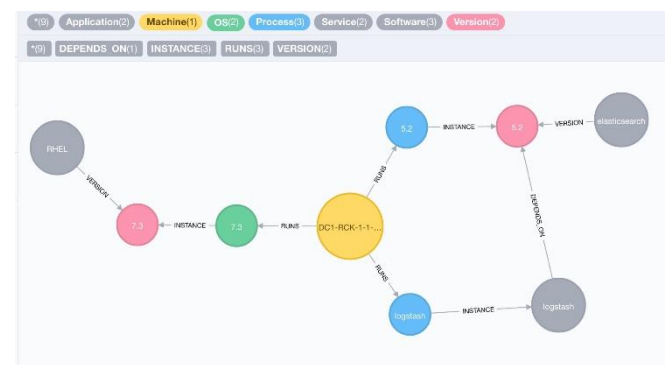 *(9) Application(2) Machine(1) OS(2) Process(3) Service(2) Software(3) Version(2)
*(9) DEPENDS_ON(1) INSTANCE(3) RUNS(3) VERSION(2)
5.2
INSTANCE
5.2
VERSION
elasticsearch
RHEL
VERSION
RUNS
DEPENDS_ON
7.3
INSTANCE
7.3
RUNS
DC1-RCK-1-1-...
RUNS
logstash
INSTANCE
logstash